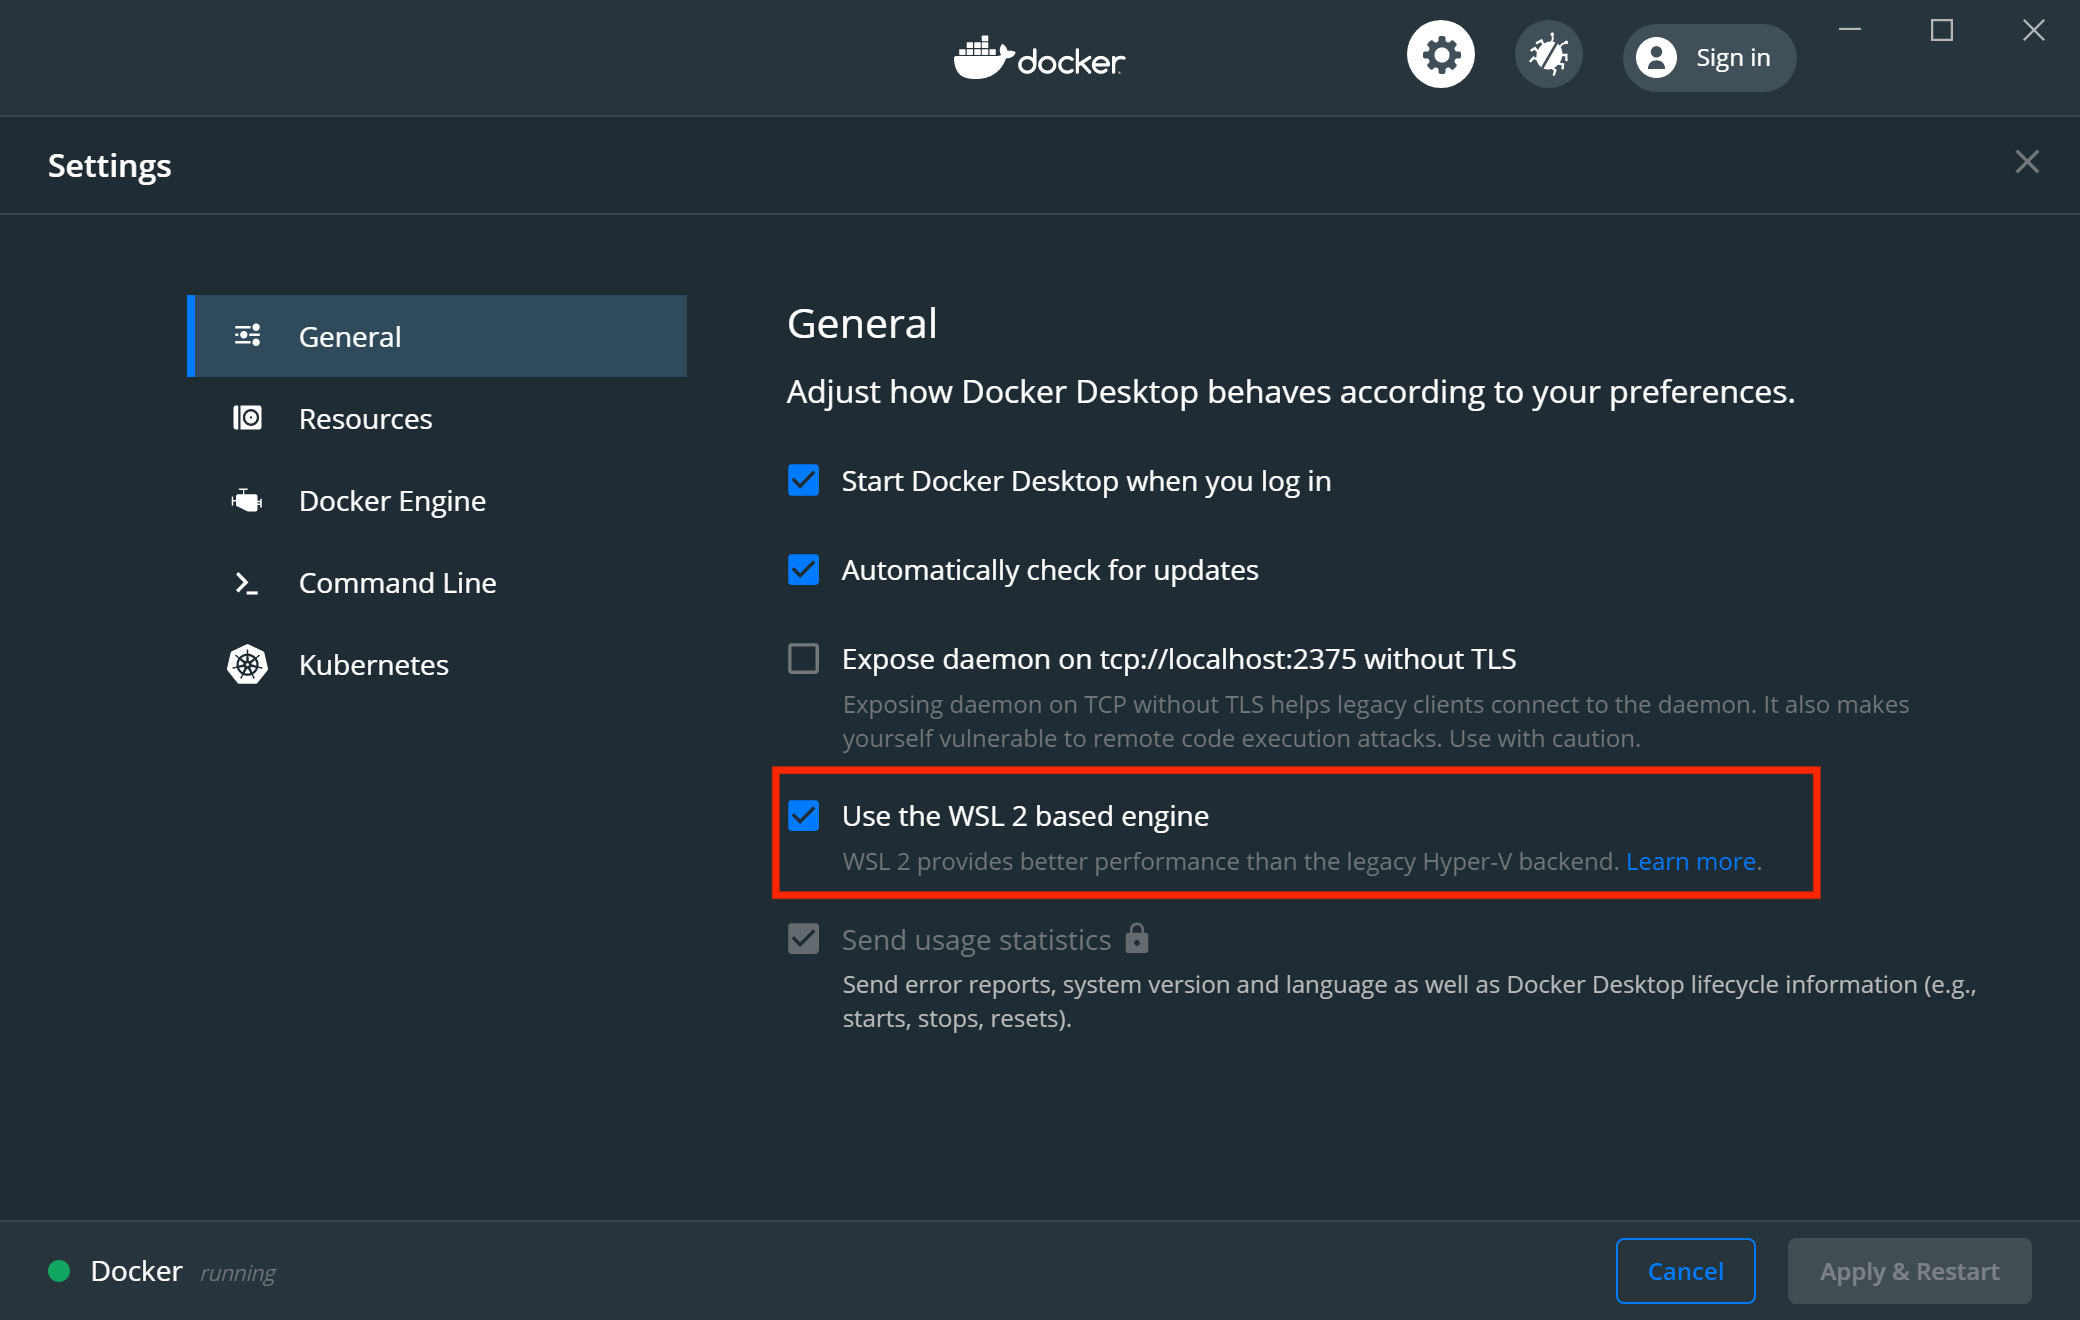 docker
Sign in
Settings
General
Resources
Docker Engine
Command Line
Kubernetes
General
Adjust how Docker Desktop behaves according to your preferences.
Start Docker Desktop when you log in
Automatically check for updates
Expose daemon on tcp://localhost:2375 without TLS
Exposing daemon on TCP without TLS helps legacy clients connect to the daemon. It also makes
yourself vulnerable to remote code execution attacks. Use with caution.
Use the WSL 2 based engine
WSL 2 provides better performance than the legacy Hyper-V backend. Learn more.
Send usage statistics
Send error reports, system version and language as well as Docker Desktop lifecycle information (e.g.,
starts, stops, resets).
Docker running
Cancel
Apply & Restart